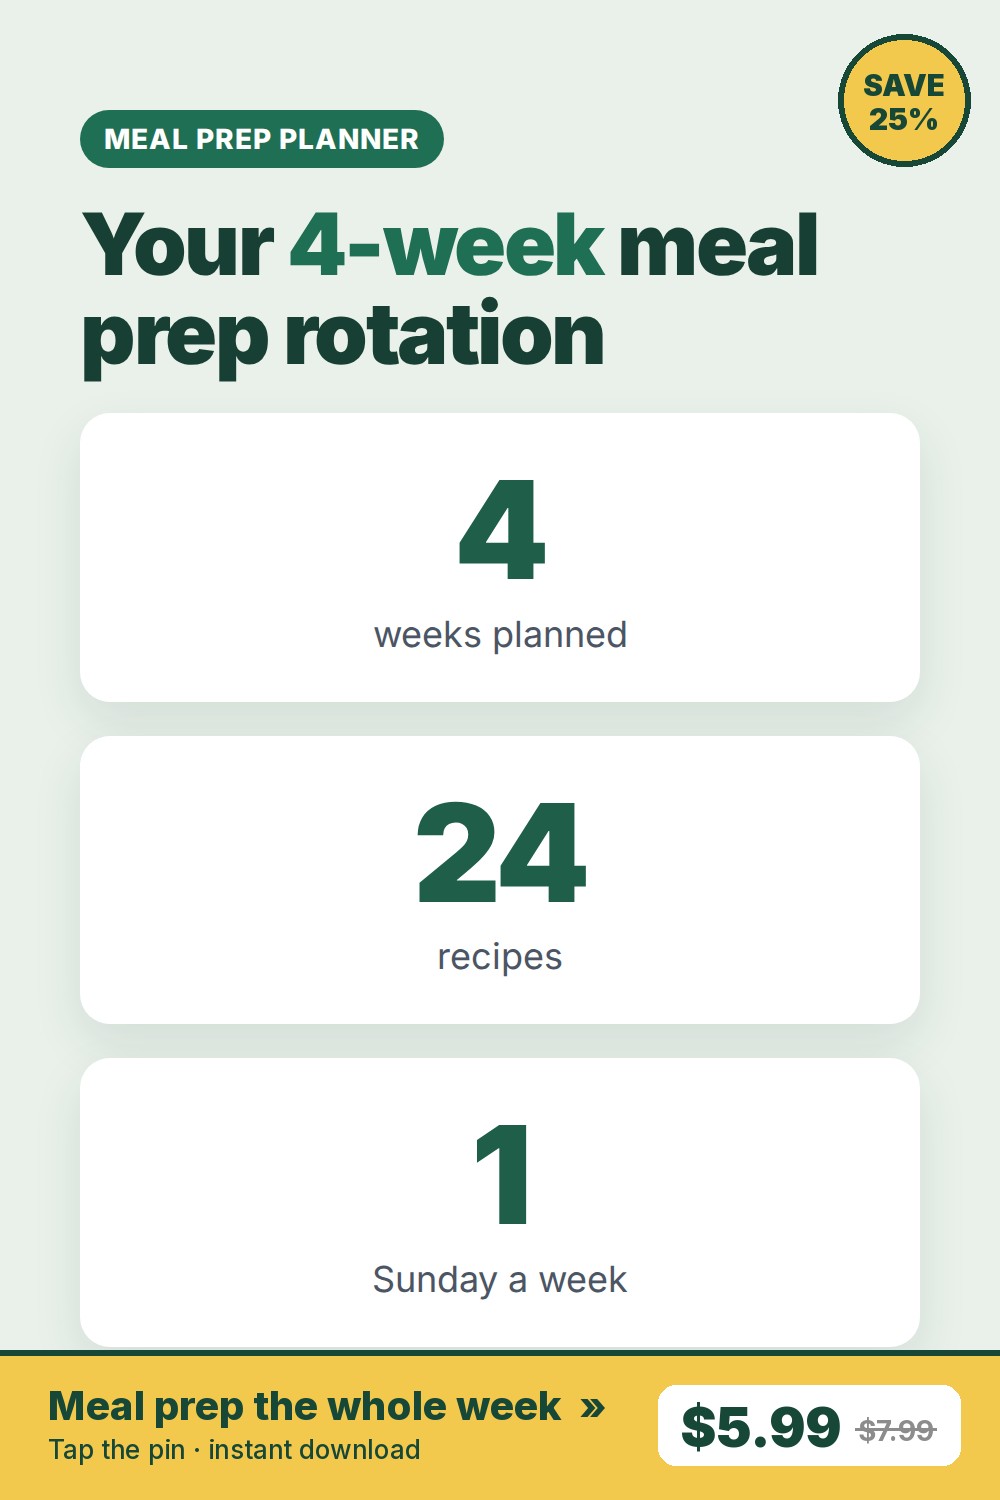 SAVE
25%
MEAL PREP PLANNER
Your 4-week meal
prep rotation
4
weeks planned
24
recipes
1
Sunday a week
Meal prep the whole week »
Tap the pin · instant download
$5.99 $7.99